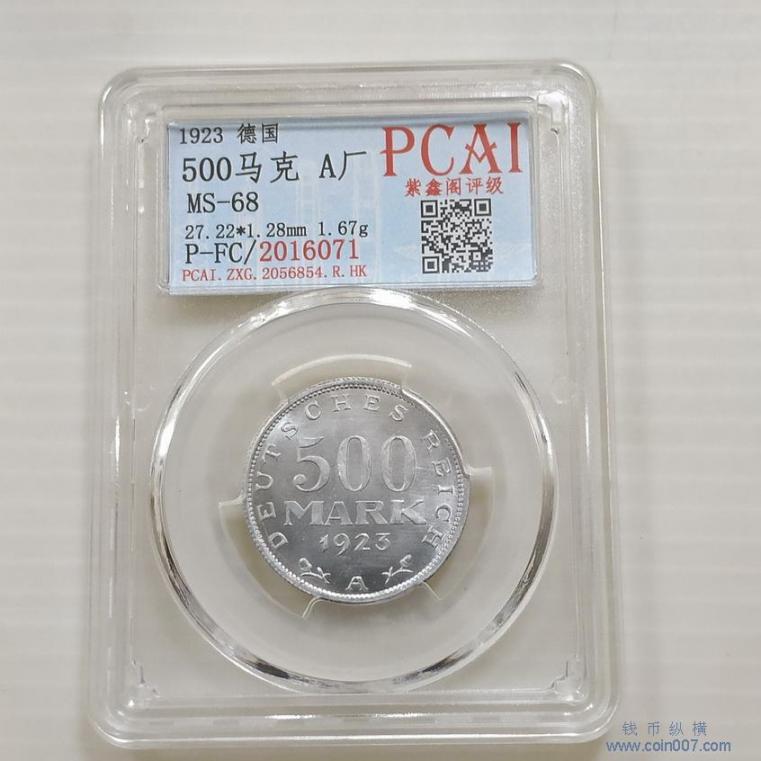 1923 德国
500马克 A厂
MS-68
27.22*1.28mm 1.67g
P-FC/2016071
PCAI.ZXG.2056854.R.HK
PCAI
紫鑫阁评级
DEUTSCHES REICH
500
MARK
1923
A
钱币纵横
www.coin007.com